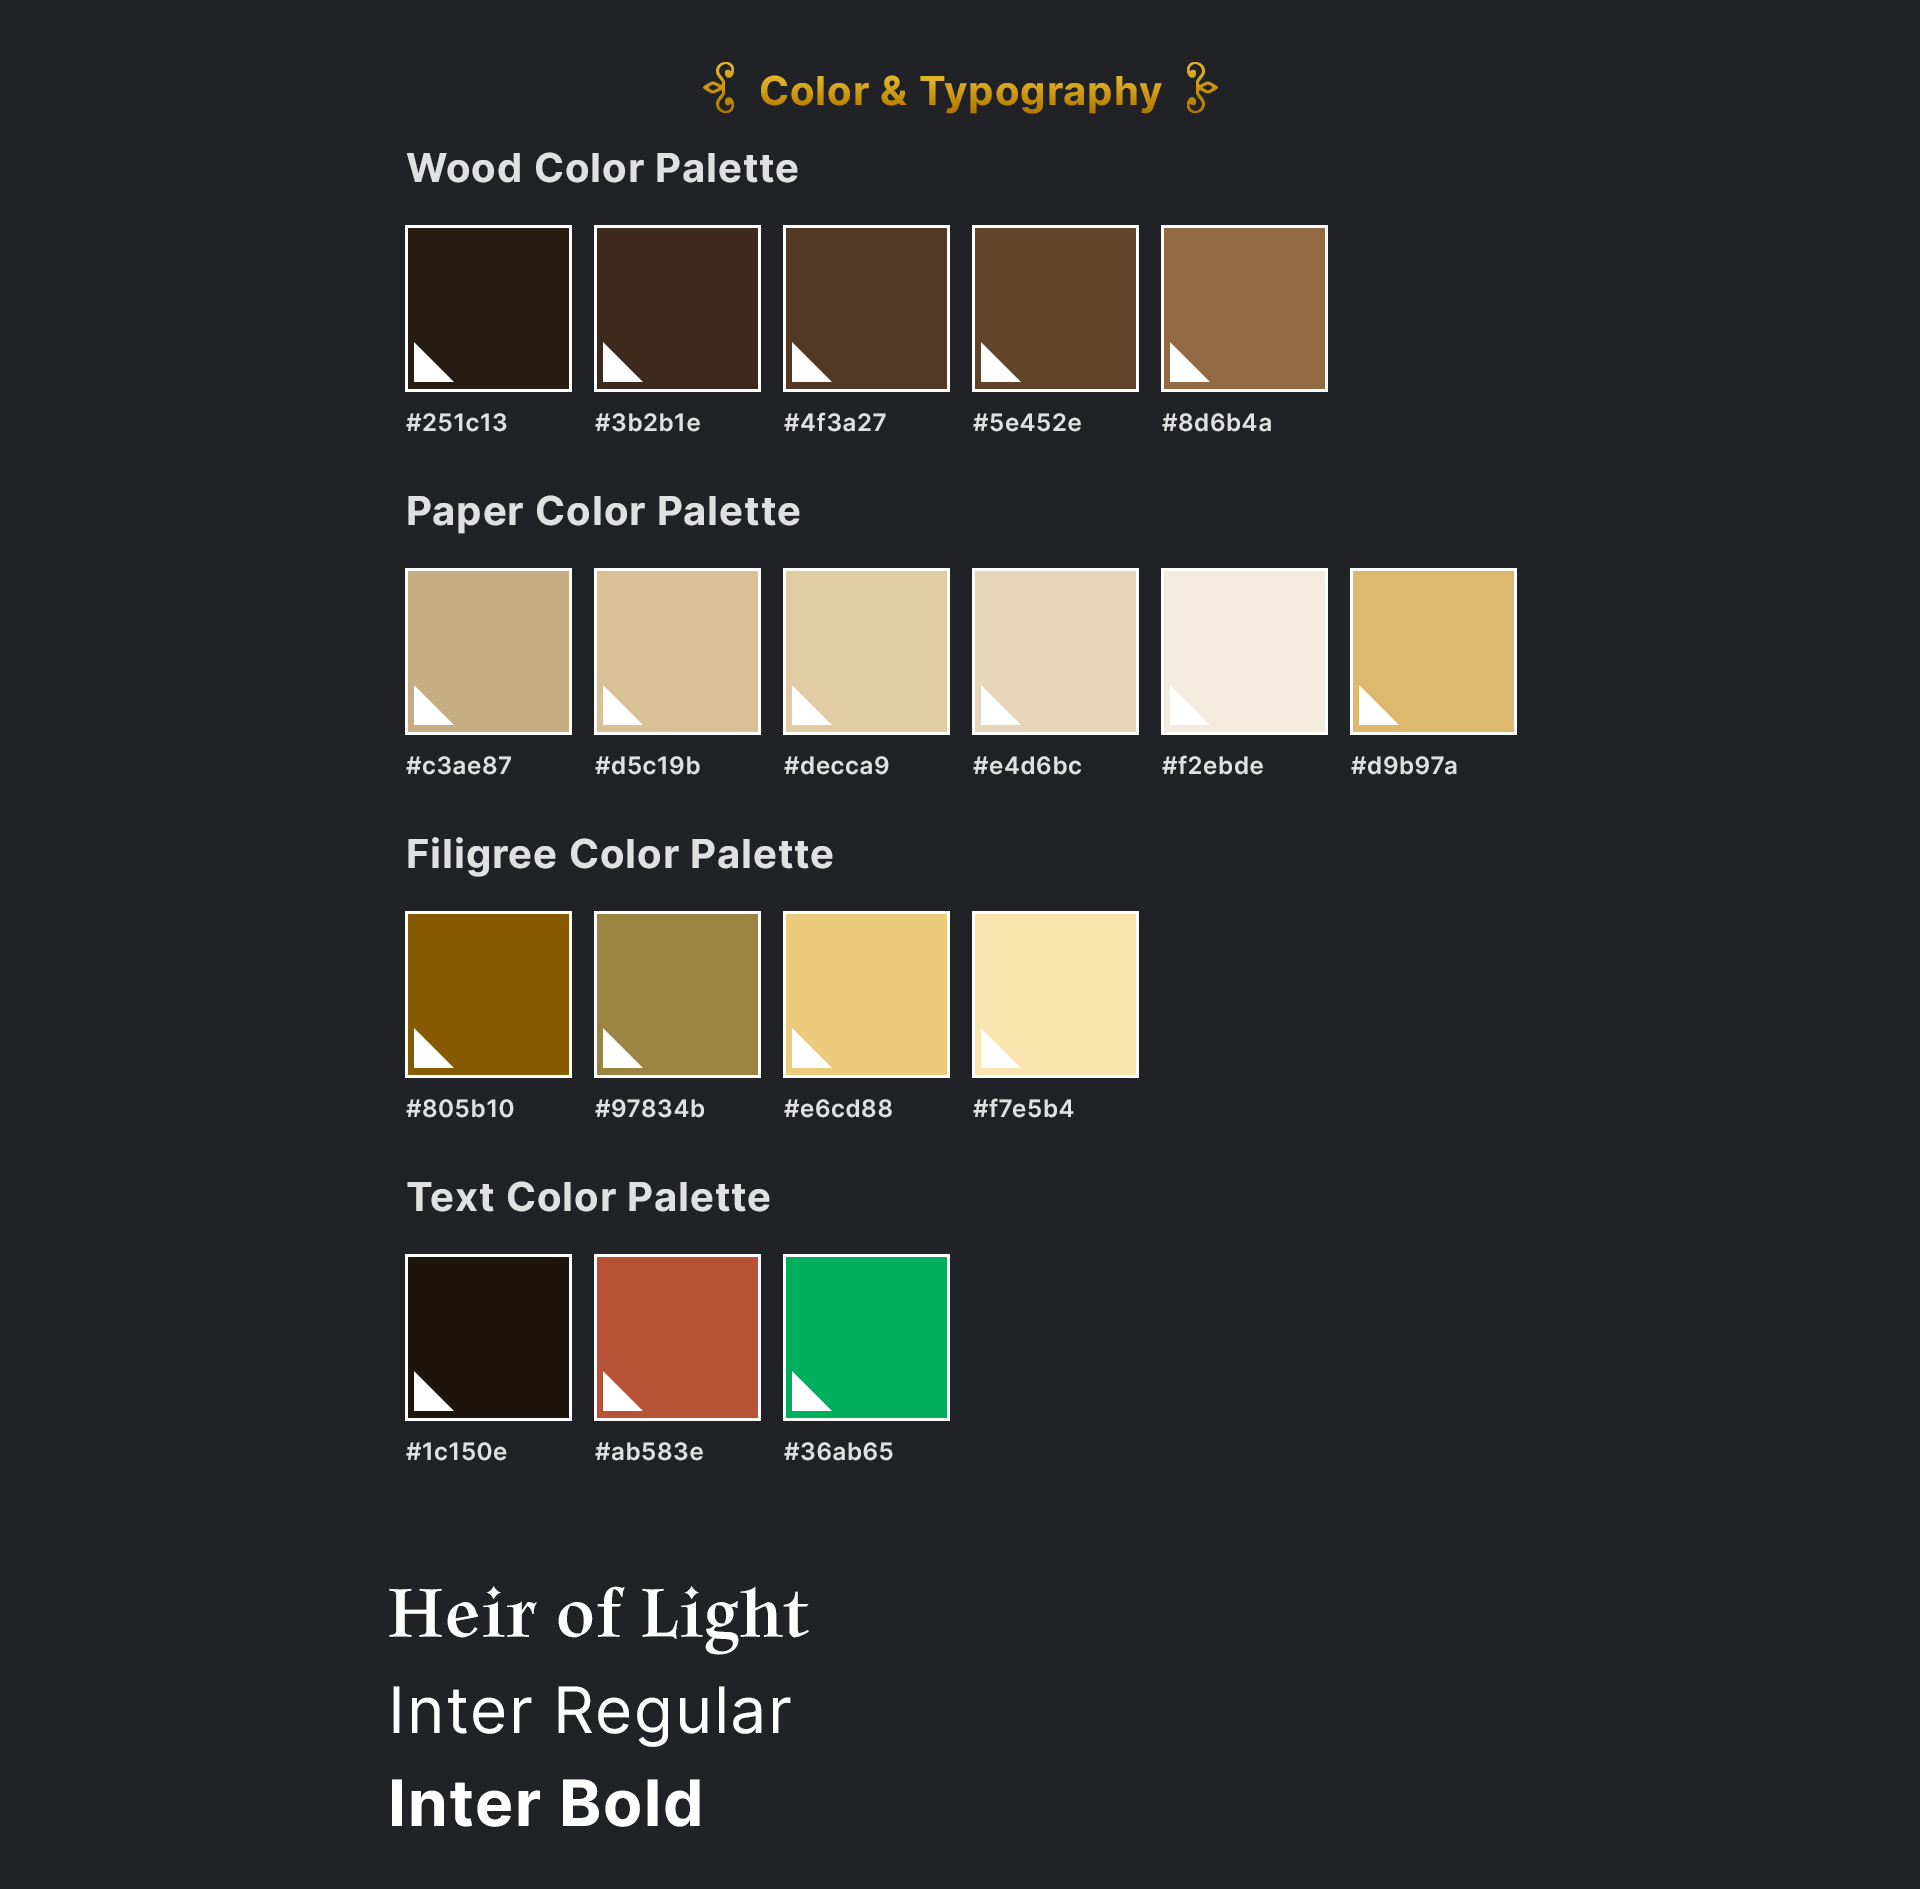 Color & Typography
Wood Color Palette
#251c13 #3b2b1e #4f3a27 #5e452e #8d6b4a
Paper Color Palette
#c3ae87 #d5c19b #decca9 #e4d6bc #f2ebde #d9b97a
Filigree Color Palette
#805b10 #97834b #e6cd88 #f7e5b4
Text Color Palette
#1c150e #ab583e #36ab65
Heir of Light
Inter Regular
Inter Bold